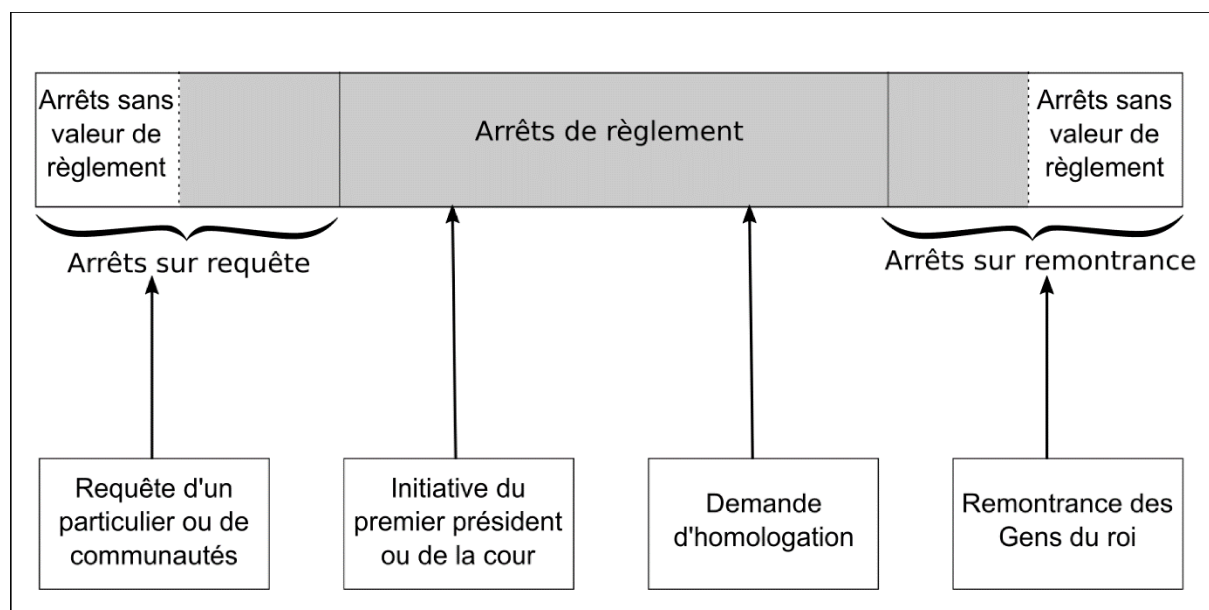 Arrêts sans
valeur de
règlement
Arrêts de règlement
Arrêts sans
valeur de
règlement
Arrêts sur requête
Arrêts sur remontrance
Requête d'un
particulier ou de
communautés
Initiative du
premier président
ou de la cour
Demande
d'homologation
Remontrance des
Gens du roi